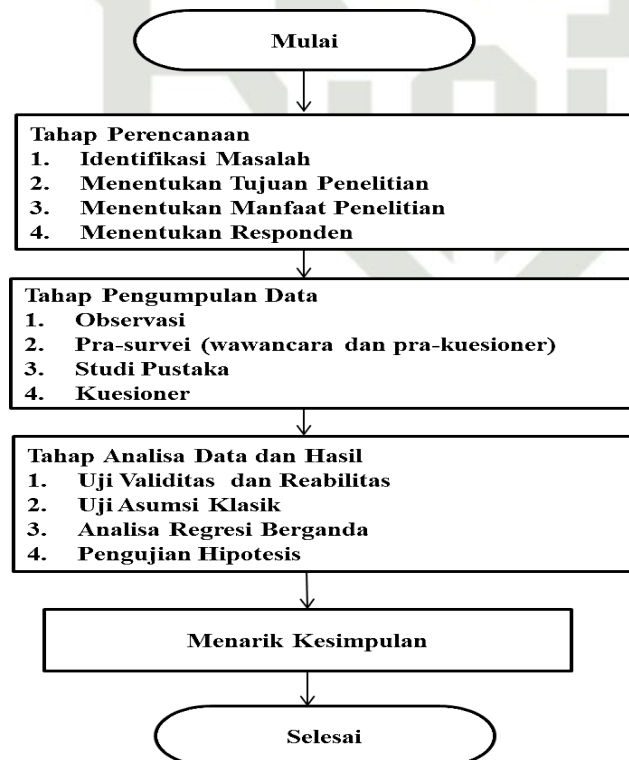 Mulai
Tahap Perencanaan
1. Identifikasi Masalah
2. Menentukan Tujuan Penelitian
3. Menentukan Manfaat Penelitian
4. Menentukan Responden
Tahap Pengumpulan Data
1. Observasi
2. Pra-survei (wawancara dan pra-kuesioner)
3. Studi Pustaka
4. Kuesioner
Tahap Analisa Data dan Hasil
1. Uji Validitas dan Reabilitas
2. Uji Asumsi Klasik
3. Analisa Regresi Berganda
4. Pengujian Hipotesis
Menarik Kesimpulan
Selesai